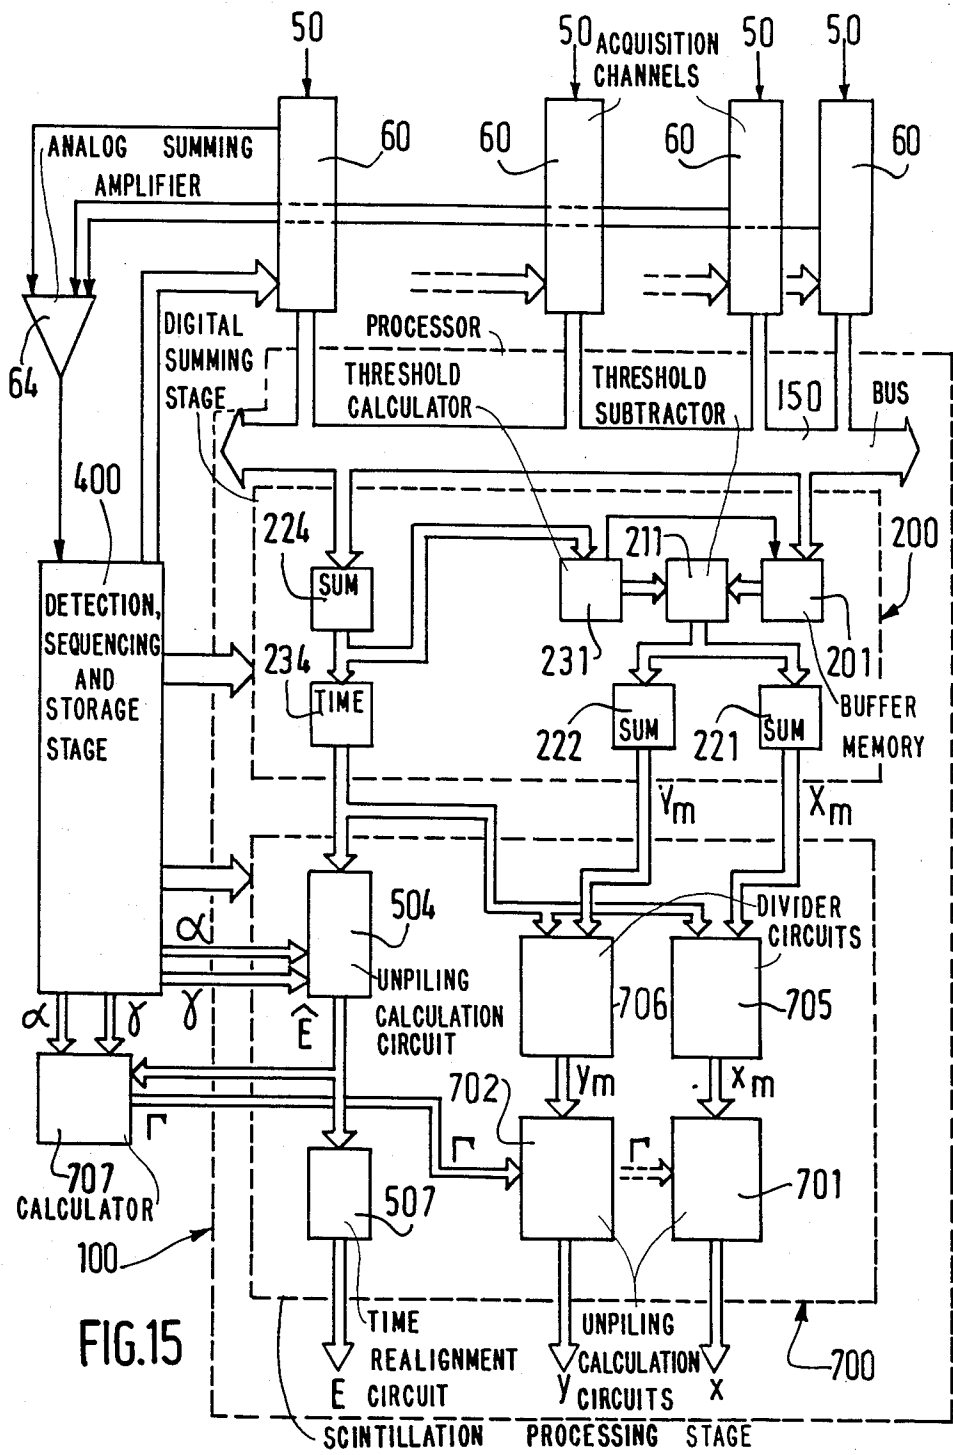 50
50
50
50
ACQUISITION
CHANNELS
60
60
60
60
ANALOG SUMMING
AMPLIFIER
64
DIGITAL
SUMMING
STAGE
PROCESSOR
THRESHOLD
CALCULATOR
THRESHOLD
SUBTRACTOR
150
BUS
400
DETECTION,
SEQUENCING
AND
STORAGE
STAGE
224
SUM
211
200
231
201
234
TIME
222
SUM
221
SUM
BUFFER
MEMORY
Ym
Xm
504
UNPILING
CALCULATION
CIRCUIT
DIVIDER
CIRCUITS
706
705
α
γ
Ê
α
γ
ym
xm
702
701
Γ
Γ
Γ
707
CALCULATOR
507
100
TIME
REALIGNMENT
CIRCUIT
UNPILING
CALCULATION
CIRCUITS
700
FIG.15
E
y
x
SCINTILLATION PROCESSING STAGE